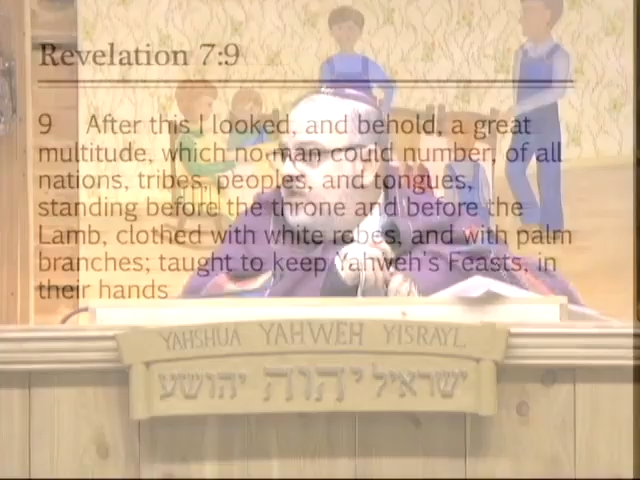 Revelation 7:9
9 After this I looked, and behold, a great
multitude, which no man could number, of all
nations, tribes, peoples, and tongues,
standing before the throne and before the
Lamb, clothed with white robes, and with palm
branches; taught to keep Yahweh's Feasts, in
their hands
YAHSHUA YAHWEH YISRAYL
יהושע יהוה ישראיל